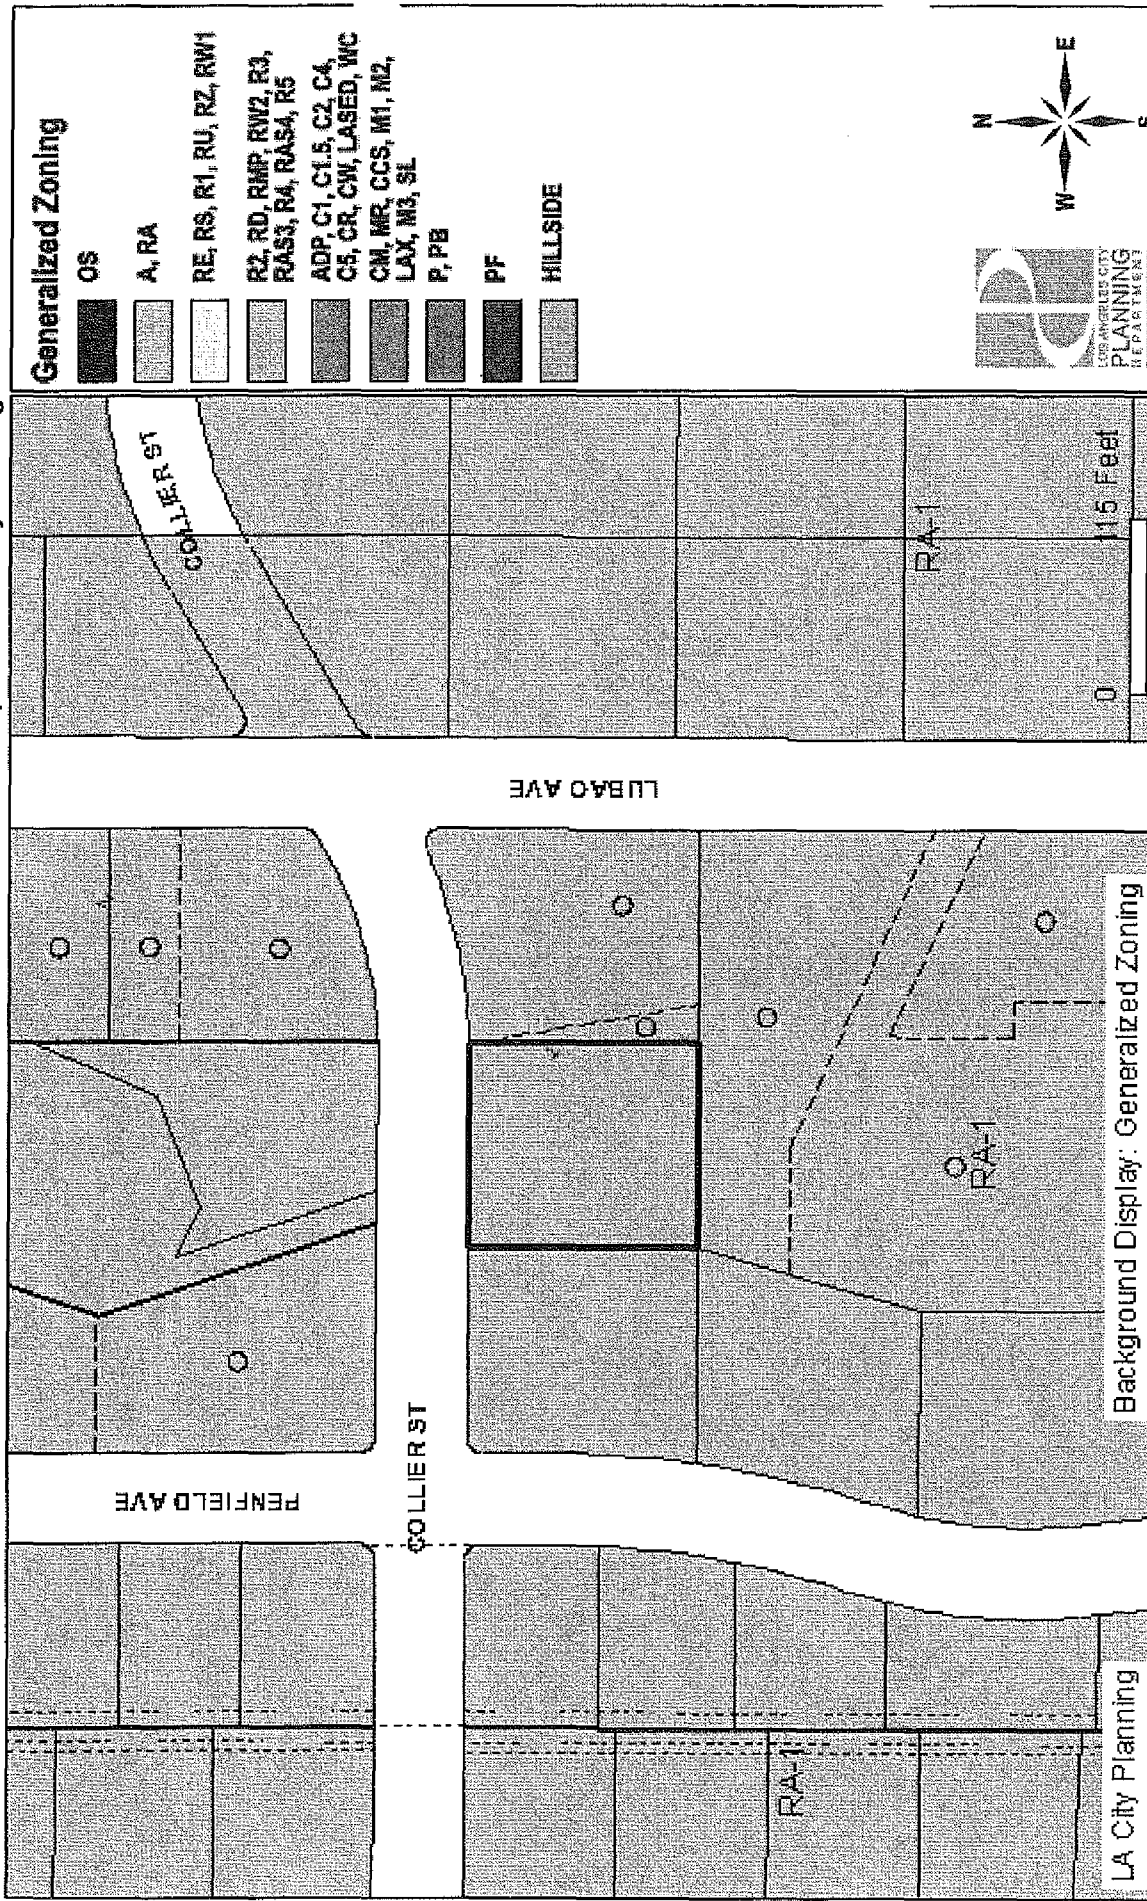 Generalized Zoning
OS
A, RA
RE, RS, R1, RU, RZ, RW1
R2, RD, RMP, RW2, R3,
RAS3, R4, RAS4, R5
ADP, C1, C1.5, C2, C4,
C5, CR, CW, LASED, WC
CM, MR, CCS, M1, M2,
LAX, M3, SL
P, PB
PF
HILLSIDE
LOS ANGELES CITY
PLANNING
DEPARTMENT
N
W
E
S
COLLIER ST
RA-1
0
115 Feet
LUBAO AVE
RA-1
PENFIELD AVE
COLLIER ST
RA-1
LA City Planning
Background Display: Generalized Zoning